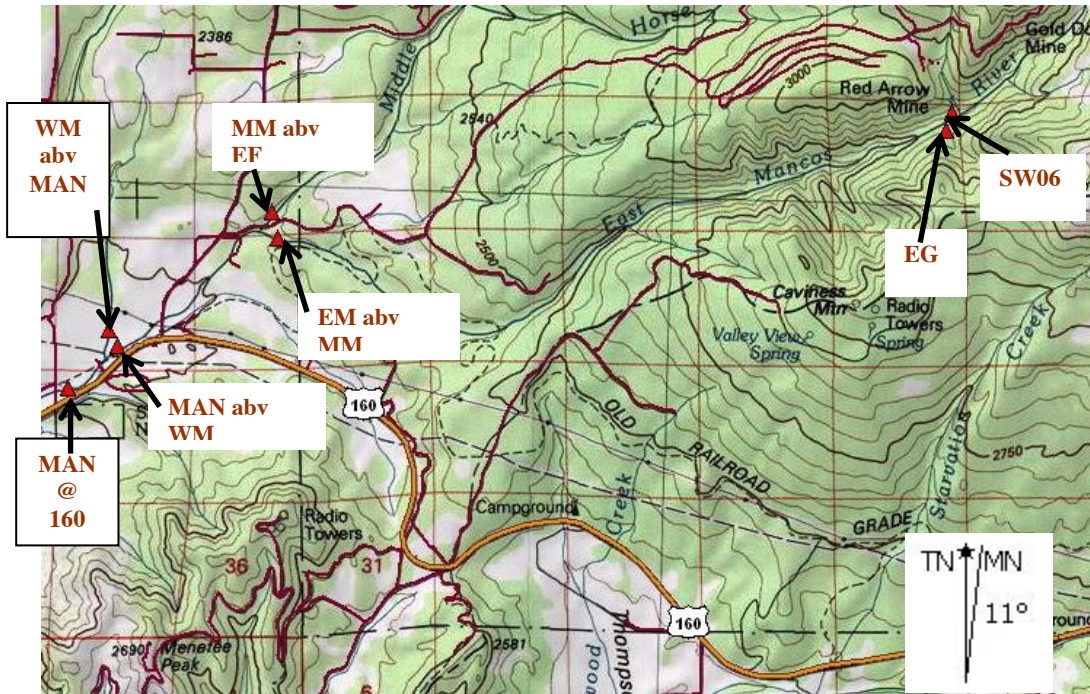 2386
Middle
Horse
Gold
Mine
River
3000
Red Arrow
Mine
WM
abv
MAN
MM abv
EF
2540
SW06
Mancos
East
EG
2500
EM abv
MM
Caviness
Mtn
Radio
Towers
Valley View
Spring
Spring
Creek
160
MAN abv
WM
OLD
RAILROAD
GRADE
MAN
@
160
Starvation
2750
Creek
Campground
Radio
Towers
36
31
TN
MN
11°
160
Thompson
wood
2690
Menefee
Peak
2581
6